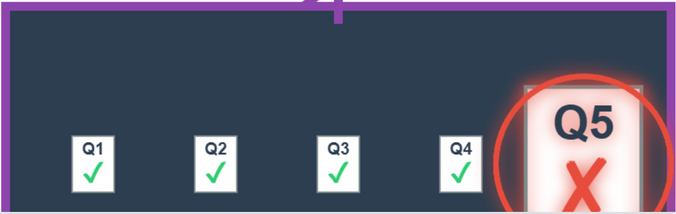 Q1 ✓
Q2 ✓
Q3 ✓
Q4 ✓
Q5 ✗